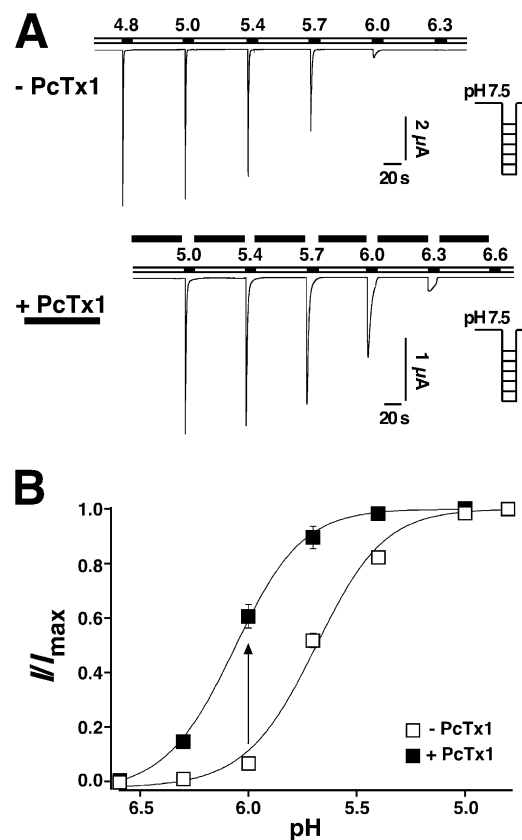 A
4.8 5.0 5.4 5.7 6.0 6.3
- PcTx1
pH 7.5
2 µA
20 s
5.0 5.4 5.7 6.0 6.3 6.6
+ PcTx1
pH 7.5
1 µA
20 s
B
1.0
0.8
0.6
0.4
0.2
0.0
I/Imax
- PcTx1
+ PcTx1
6.5 6.0 5.5 5.0
pH